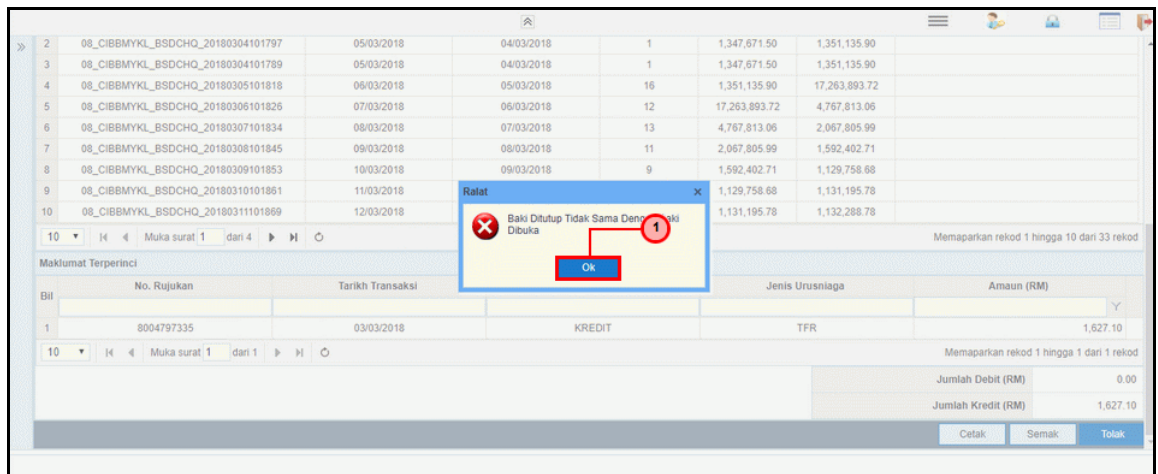 2 08_CIBBMYKL_BSDCHQ_20180304101797 05/03/2018 04/03/2018 1 1,347,671.50 1,351,135.90
3 08_CIBBMYKL_BSDCHQ_20180304101789 05/03/2018 04/03/2018 1 1,347,671.50 1,351,135.90
4 08_CIBBMYKL_BSDCHQ_20180305101818 06/03/2018 05/03/2018 16 1,351,135.90 17,263,893.72
5 08_CIBBMYKL_BSDCHQ_20180306101826 07/03/2018 06/03/2018 12 17,263,893.72 4,767,813.06
6 08_CIBBMYKL_BSDCHQ_20180307101834 08/03/2018 07/03/2018 13 4,767,813.06 2,067,805.99
7 08_CIBBMYKL_BSDCHQ_20180308101845 09/03/2018 08/03/2018 11 2,067,805.99 1,592,402.71
8 08_CIBBMYKL_BSDCHQ_20180309101853 10/03/2018 09/03/2018 9 1,592,402.71 1,129,758.68
9 08_CIBBMYKL_BSDCHQ_20180310101861 11/03/2018 1,129,758.68 1,131,195.78
10 08_CIBBMYKL_BSDCHQ_20180311101869 12/03/2018 1,131,195.78 1,132,288.78
Ralat
Baki Ditutup Tidak Sama
Dibuka
1
Ok
10 Muka surat 1 dari 4 Memaparkan rekod 1 hingga 10 dari 33 rekod
Maklumat Terperinci
Bil No. Rujukan Tarikh Transaksi Jenis Urusniaga Amaun (RM)
1 8004797335 03/03/2018 KREDIT TFR 1,627.10
10 Muka surat 1 dari 1 Memaparkan rekod 1 hingga 1 dari 1 rekod
Jumlah Debit (RM) 0.00
Jumlah Kredit (RM) 1,627.10
Cetak Semak Tolak